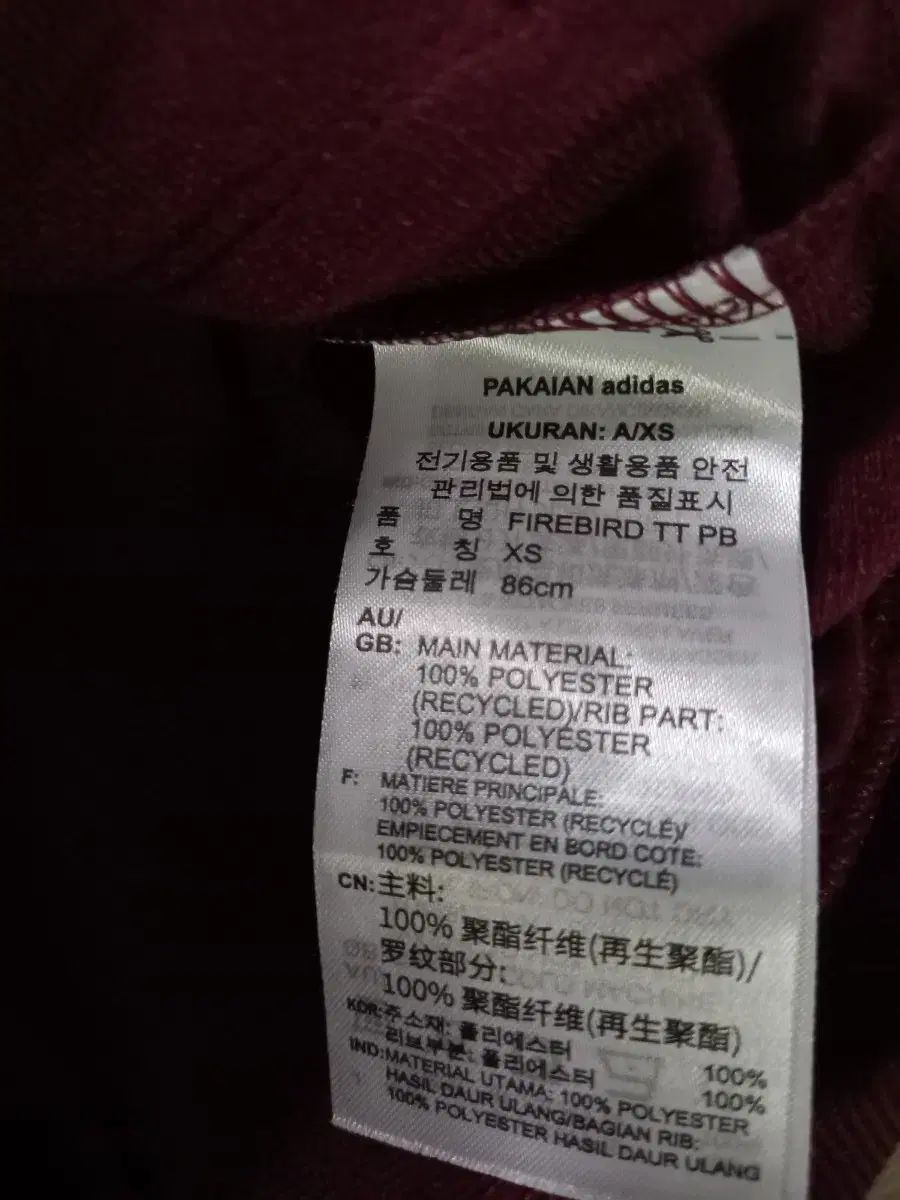 PAKAIAN adidas
UKURAN: A/XS
전기용품 및 생활용품 안전
관리법에 의한 품질표시
품 명 FIREBIRD TT PB
호 칭 XS
가슴둘레 86cm
AU/
GB: MAIN MATERIAL:
100% POLYESTER
(RECYCLED)/RIB PART:
100% POLYESTER
(RECYCLED)
F: MATIERE PRINCIPALE:
100% POLYESTER (RECYCLÉ)/
EMPIECEMENT EN BORD COTE:
100% POLYESTER (RECYCLÉ)
CN: 主料:
100% 聚酯纤维(再生聚酯)/
罗纹部分:
100% 聚酯纤维(再生聚酯)
KOR: 주소재: 폴리에스터 100%
리브부분: 폴리에스터 100%
IND: MATERIAL UTAMA: 100% POLYESTER
HASIL DAUR ULANG/BAGIAN RIB:
100% POLYESTER HASIL DAUR ULANG